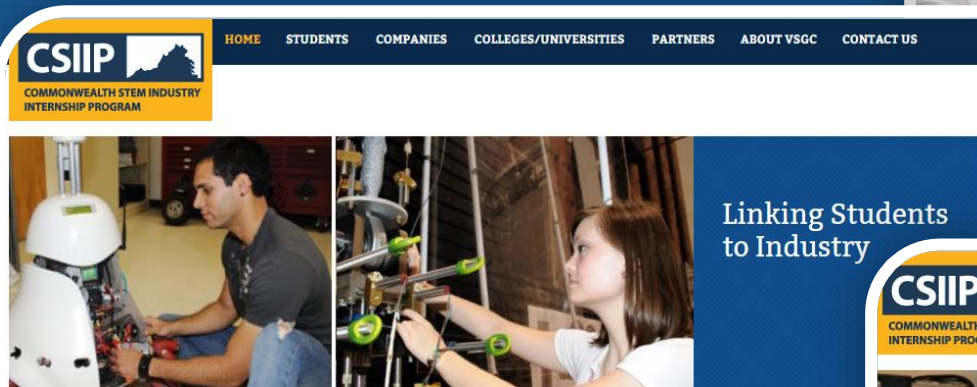 HOME STUDENTS COMPANIES COLLEGES/UNIVERSITIES PARTNERS ABOUT VSGC CONTACT US
CSIIP
COMMONWEALTH STEM INDUSTRY
INTERNSHIP PROGRAM
Linking Students
to Industry
CSIIP
COMMONWEALTH
INTERNSHIP